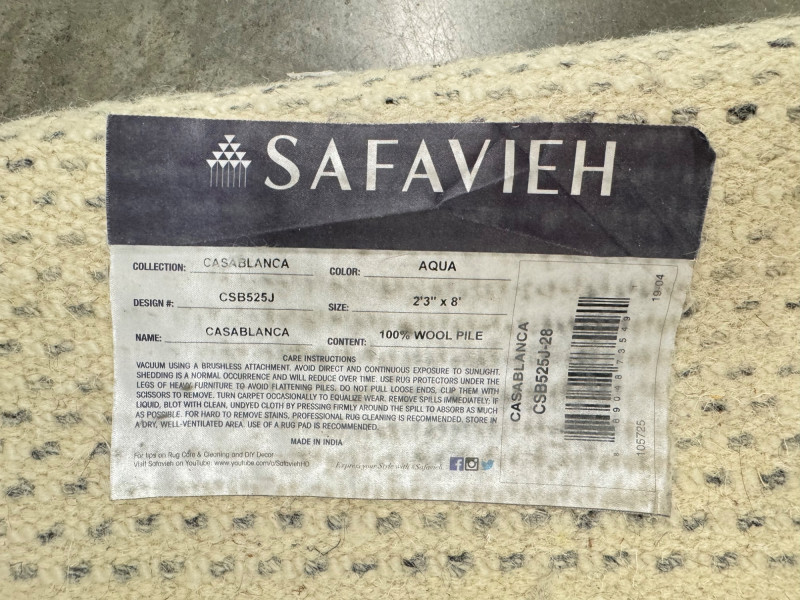 SAFAVIEH
COLLECTION: CASABLANCA
COLOR: AQUA
DESIGN #: CSB525J
SIZE: 2'3" x 8'
NAME: CASABLANCA
CONTENT: 100% WOOL PILE
CARE INSTRUCTIONS
VACUUM USING A BRUSHLESS ATTACHMENT. AVOID DIRECT AND CONTINUOUS EXPOSURE TO SUNLIGHT.
SHEDDING IS A NORMAL OCCURRENCE AND WILL REDUCE OVER TIME. USE RUG PROTECTORS UNDER THE
LEGS OF HEAVY FURNITURE TO AVOID FLATTENING PILES. DO NOT PULL LOOSE ENDS, CLIP THEM WITH
SCISSORS TO REMOVE. TURN CARPET OCCASIONALLY TO EQUALIZE WEAR. REMOVE SPILLS IMMEDIATELY. IF
LIQUID, BLOT WITH CLEAN, UNDYED CLOTH BY PRESSING FIRMLY AROUND THE SPILL TO ABSORB AS MUCH
AS POSSIBLE. FOR HARD TO REMOVE STAINS, PROFESSIONAL RUG CLEANING IS RECOMMENDED. STORE IN
A DRY, WELL-VENTILATED AREA. USE OF A RUG PAD IS RECOMMENDED.
MADE IN INDIA
For tips on Rug Care & Cleaning and DIY Decor
Visit Safavieh on YouTube: www.youtube.com/c/SafaviehHD
Express your Style with #Safavieh
CASABLANCA
CSB525J-28
19/04
105725